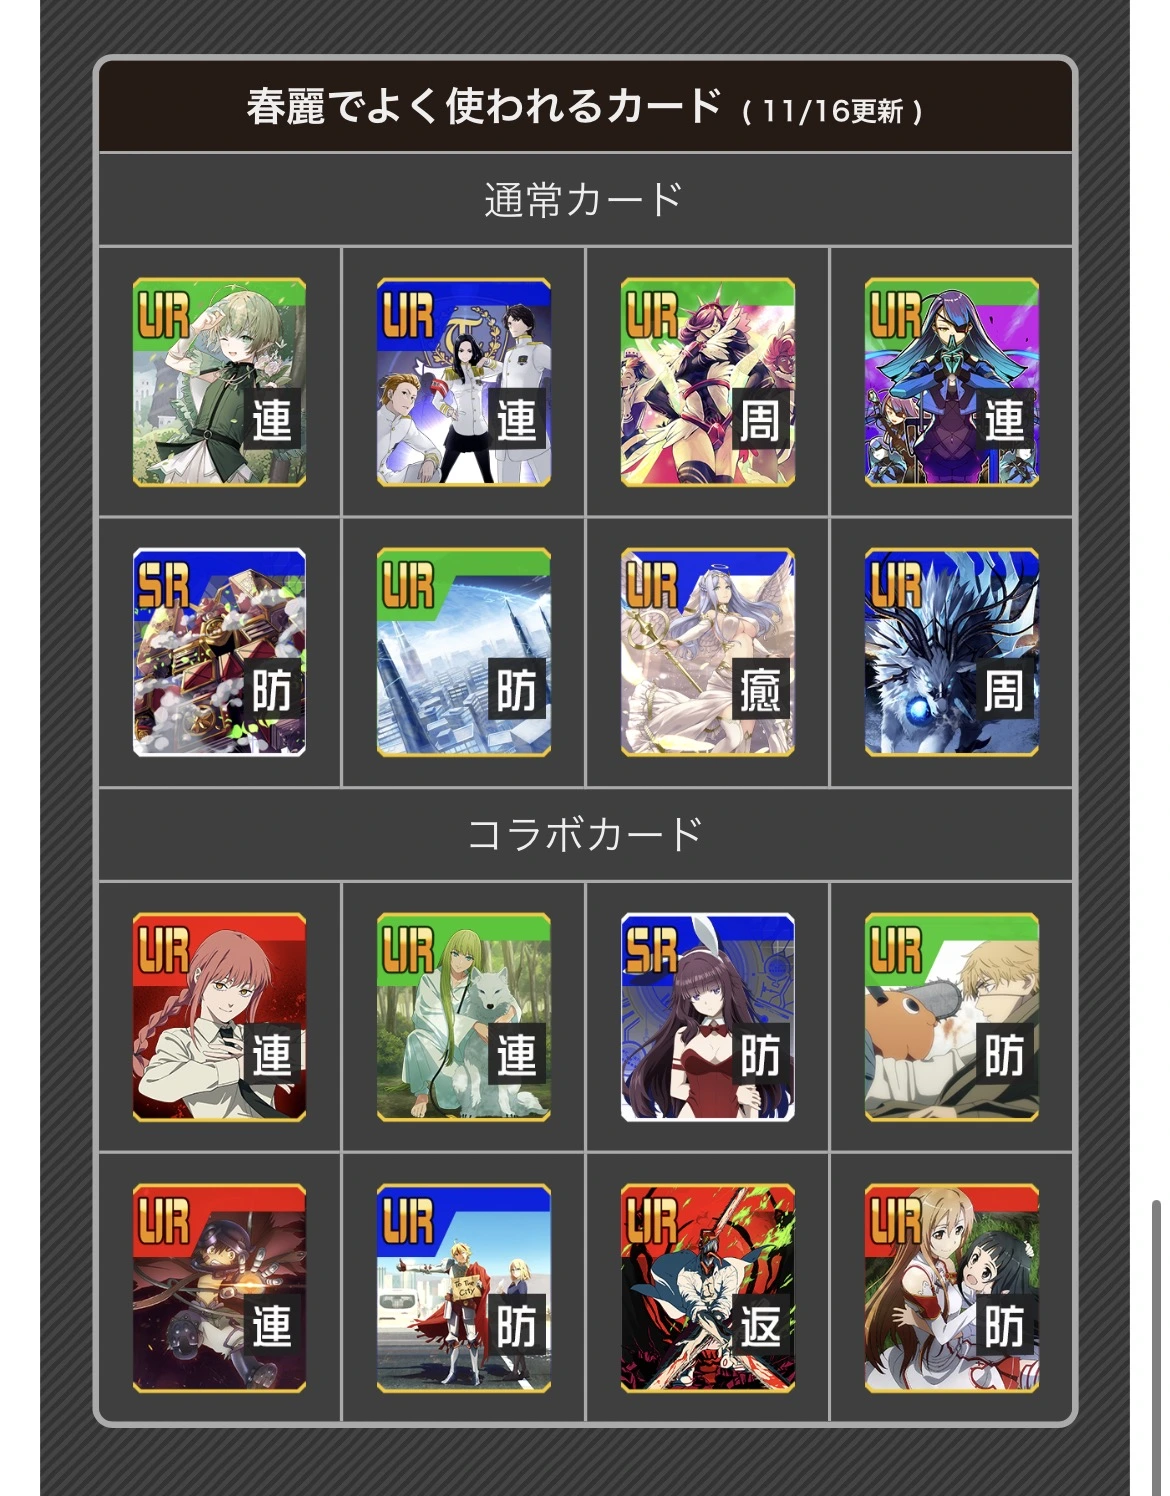 春麗でよく使われるカード ( 11/16更新 )
通常カード
UR UR UR UR
連 連 周 連
SR UR UR UR
防 防 癒 周
コラボカード
UR UR SR UR
連 連 防 防
UR UR UR UR
TO THE CITY
連 防 返 防